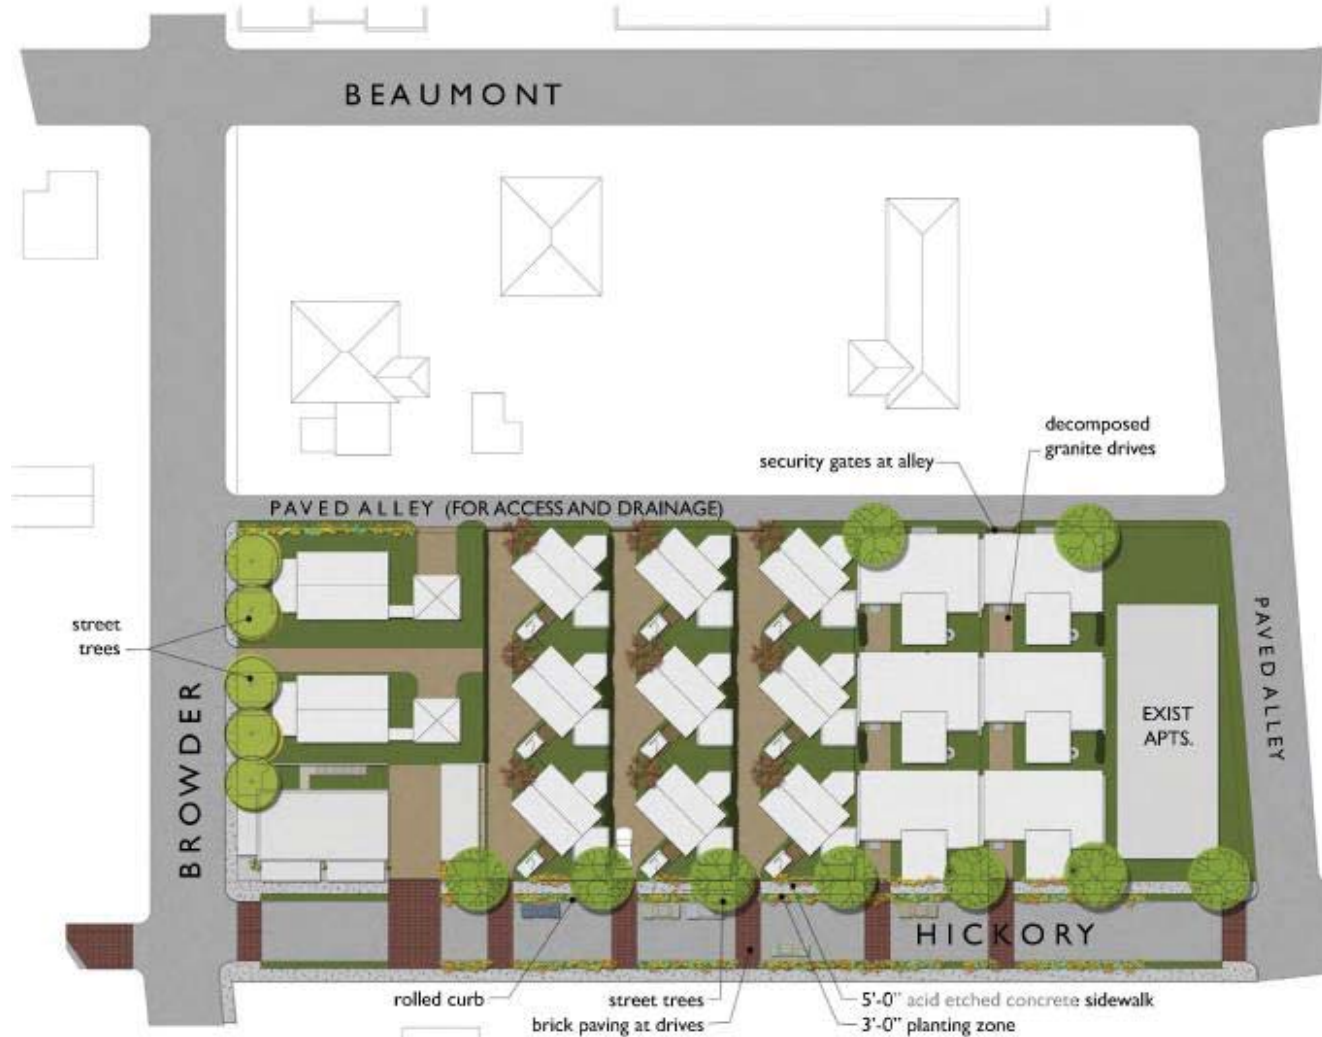 BEAUMONT
decomposed
granite drives
security gates at alley
PAVED ALLEY (FOR ACCESS AND DRAINAGE)
street
trees
BROWDER
PAVED ALLEY
EXIST
APTS.
HICKORY
rolled curb
street trees
brick paving at drives
5'-0" acid etched concrete sidewalk
3'-0" planting zone